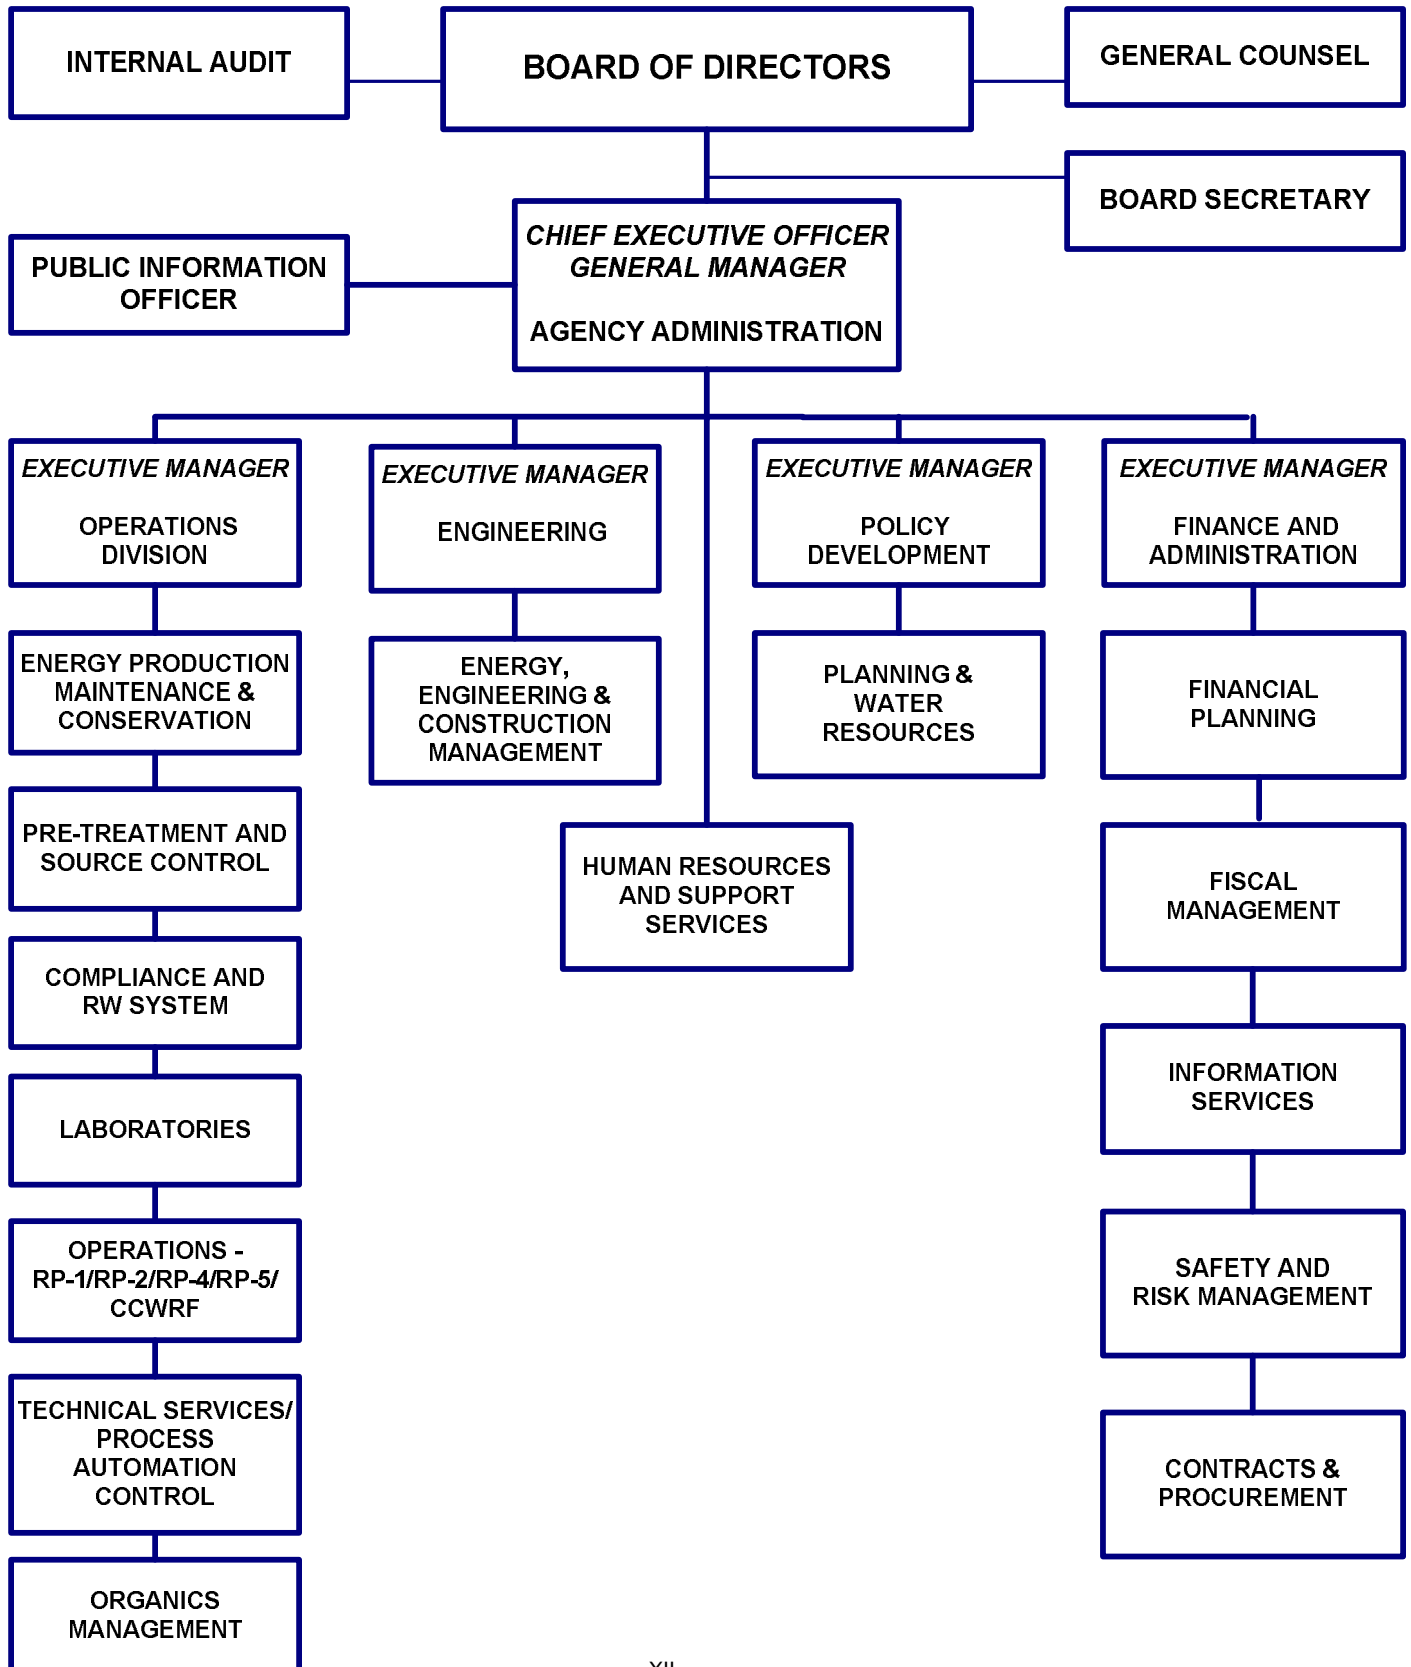 INTERNAL AUDIT
BOARD OF DIRECTORS
GENERAL COUNSEL
BOARD SECRETARY
CHIEF EXECUTIVE OFFICER
GENERAL MANAGER
AGENCY ADMINISTRATION
PUBLIC INFORMATION
OFFICER
EXECUTIVE MANAGER
OPERATIONS
DIVISION
EXECUTIVE MANAGER
ENGINEERING
EXECUTIVE MANAGER
POLICY
DEVELOPMENT
EXECUTIVE MANAGER
FINANCE AND
ADMINISTRATION
ENERGY PRODUCTION
MAINTENANCE &
CONSERVATION
ENERGY,
ENGINEERING &
CONSTRUCTION
MANAGEMENT
PLANNING &
WATER
RESOURCES
FINANCIAL
PLANNING
PRE-TREATMENT AND
SOURCE CONTROL
HUMAN RESOURCES
AND SUPPORT
SERVICES
FISCAL
MANAGEMENT
COMPLIANCE AND
RW SYSTEM
INFORMATION
SERVICES
LABORATORIES
OPERATIONS -
RP-1/RP-2/RP-4/RP-5/
CCWRF
SAFETY AND
RISK MANAGEMENT
TECHNICAL SERVICES/
PROCESS
AUTOMATION
CONTROL
CONTRACTS &
PROCUREMENT
ORGANICS
MANAGEMENT